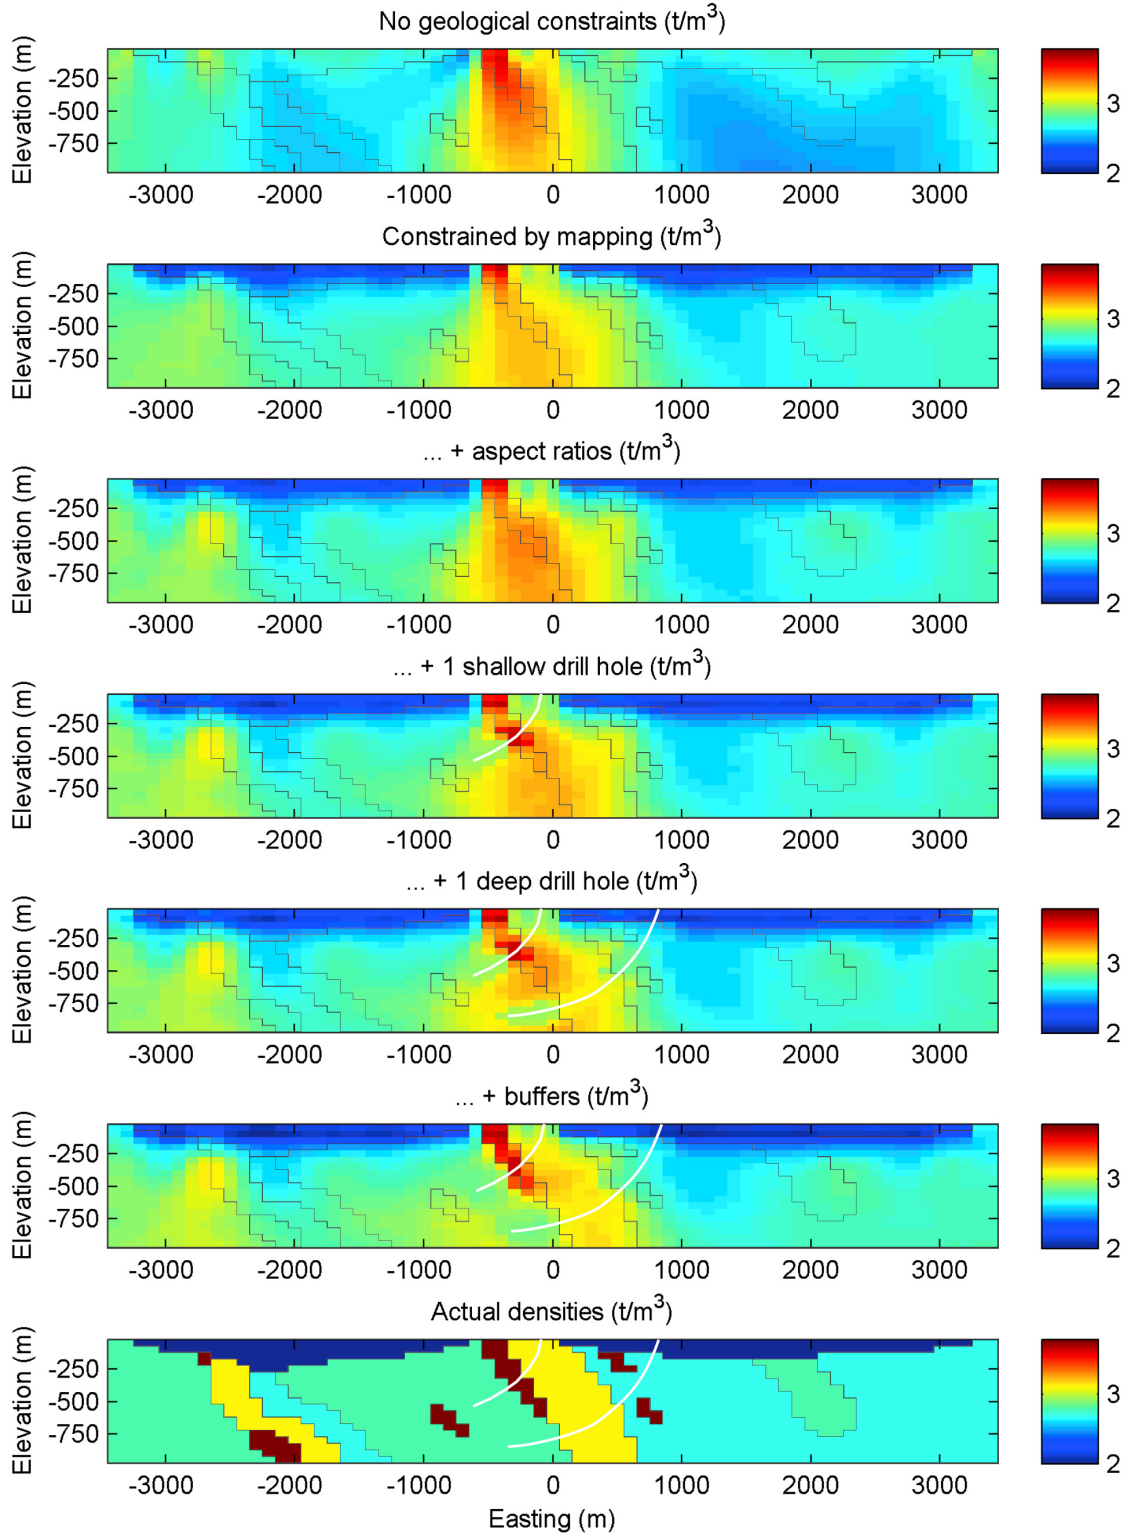 No geological constraints (t/m³)
Elevation (m)
-250
-500
-750
-3000 -2000 -1000 0 1000 2000 3000
3
2
Constrained by mapping (t/m³)
Elevation (m)
-250
-500
-750
-3000 -2000 -1000 0 1000 2000 3000
3
2
... + aspect ratios (t/m³)
Elevation (m)
-250
-500
-750
-3000 -2000 -1000 0 1000 2000 3000
3
2
... + 1 shallow drill hole (t/m³)
Elevation (m)
-250
-500
-750
-3000 -2000 -1000 0 1000 2000 3000
3
2
... + 1 deep drill hole (t/m³)
Elevation (m)
-250
-500
-750
-3000 -2000 -1000 0 1000 2000 3000
3
2
... + buffers (t/m³)
Elevation (m)
-250
-500
-750
-3000 -2000 -1000 0 1000 2000 3000
3
2
Actual densities (t/m³)
Elevation (m)
-250
-500
-750
-3000 -2000 -1000 0 1000 2000 3000
3
2
Easting (m)